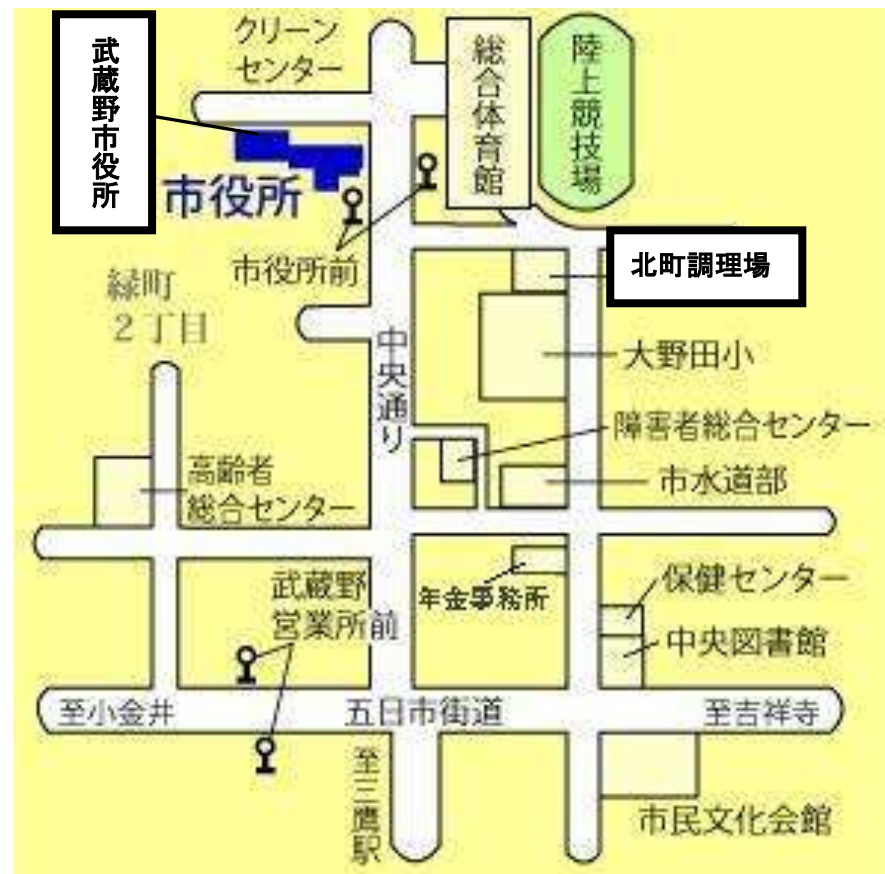 武蔵野市役所
クリーン
センター
総合体育館
陸上競技場
市役所
市役所前
北町調理場
緑町
2丁目
中央通り
大野田小
障害者総合センター
高齢者
総合センター
市水道部
武蔵野
営業所前
年金事務所
保健センター
中央図書館
至小金井
五日市街道
至吉祥寺
至三鷹駅
市民文化会館